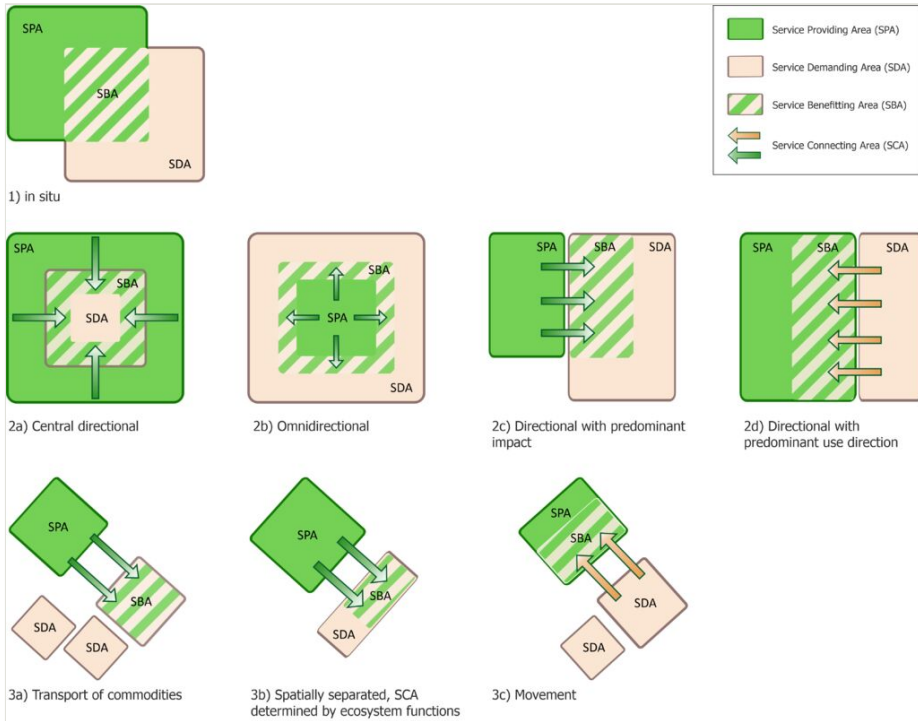 SPA
SBA
SDA
1) in situ
Service Providing Area (SPA)
Service Demanding Area (SDA)
Service Benefitting Area (SBA)
Service Connecting Area (SCA)
SPA
SBA
SDA
2a) Central directional
SBA
SPA
SDA
2b) Omnidirectional
SPA
SBA
SDA
2c) Directional with predominant
impact
SPA
SBA
SDA
2d) Directional with
predominant use direction
SPA
SBA
SDA
SDA
3a) Transport of commodities
SPA
SBA
SDA
3b) Spatially separated, SCA
determined by ecosystem functions
SPA
SBA
SDA
SDA
3c) Movement